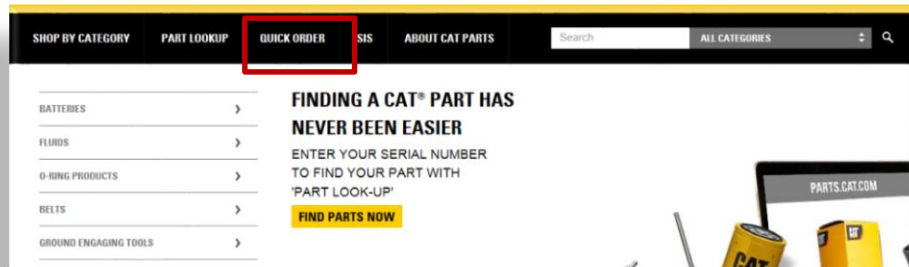 SHOP BY CATEGORY PART LOOKUP QUICK ORDER SIS ABOUT CAT PARTS Search ALL CATEGORIES
BATTERIES
FLUIDS
O-RING PRODUCTS
BELTS
GROUND ENGAGING TOOLS
FINDING A CAT® PART HAS
NEVER BEEN EASIER
ENTER YOUR SERIAL NUMBER
TO FIND YOUR PART WITH
'PART LOOK-UP'
FIND PARTS NOW
PARTS.CAT.COM
CAT
CAT